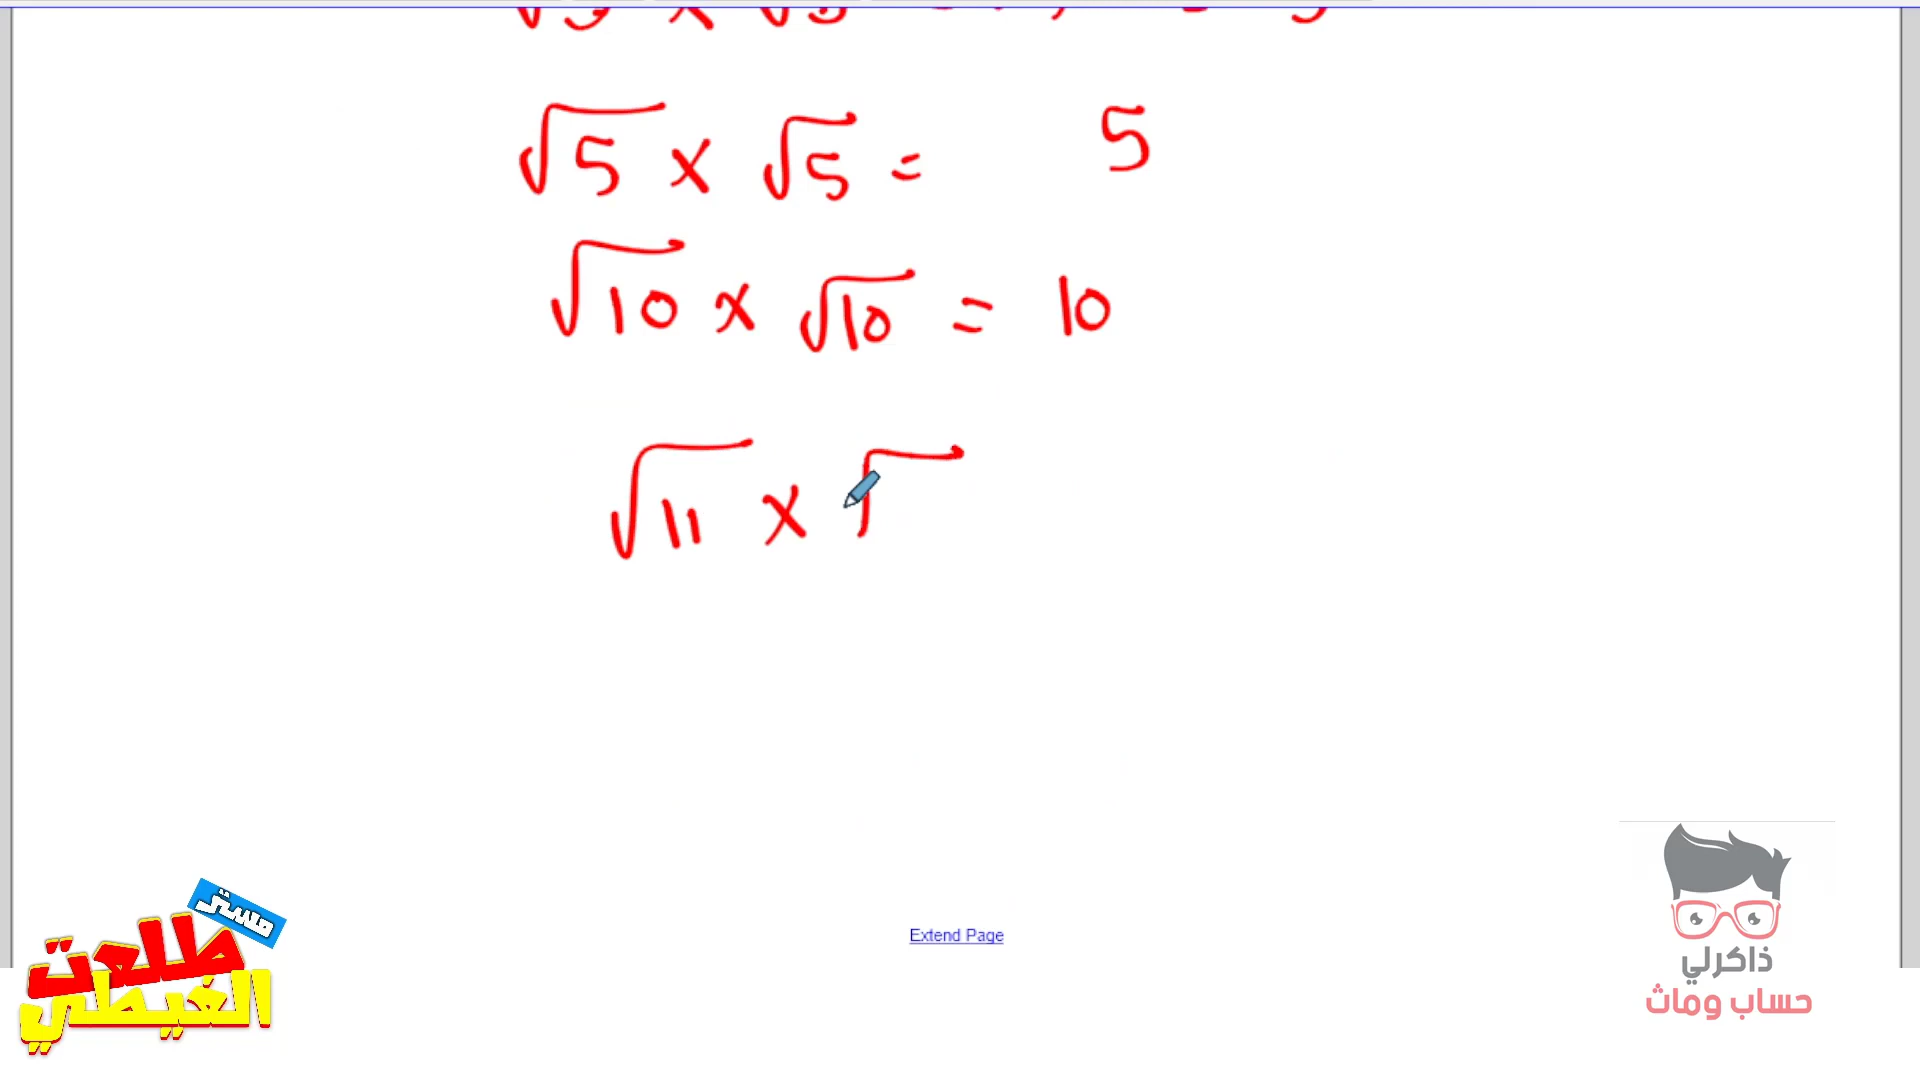 √5 x √5 = 5
√10 x √10 = 10
√11 x √
Extend Page
مستر
طلعت
الغيطي
ذاكرلي
حساب وماث